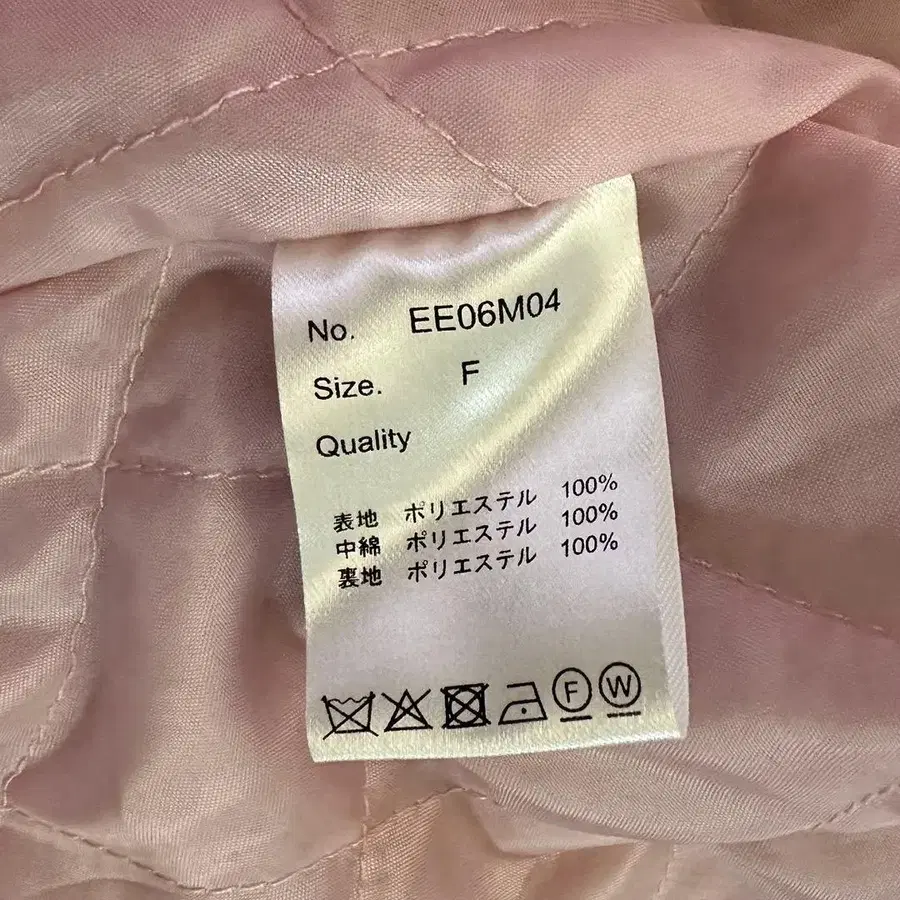 No. EE06M04
Size. F
Quality
表地 ポリエステル 100%
中綿 ポリエステル 100%
裏地 ポリエステル 100%
F W